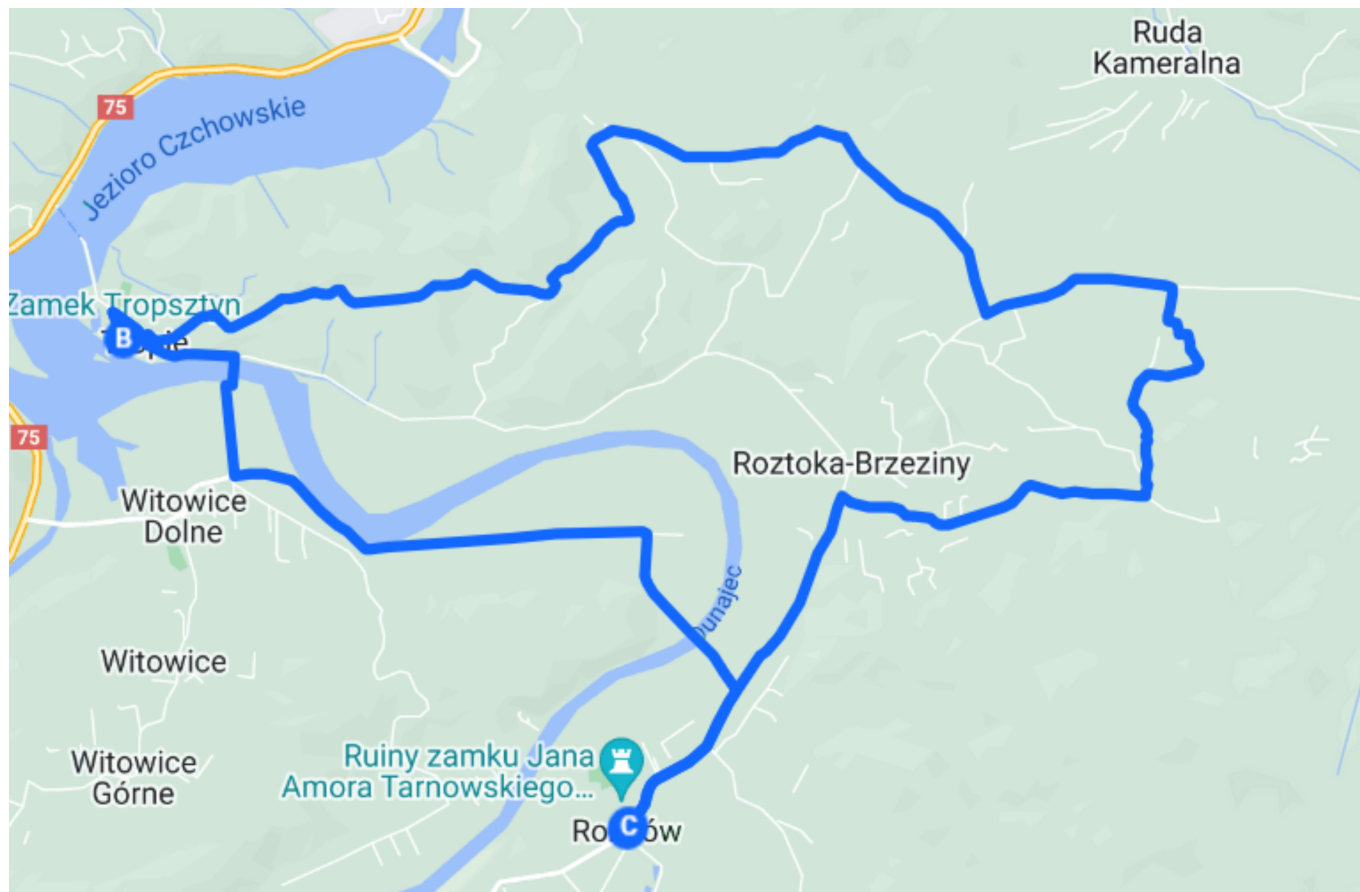 Ruda
Kameralna
75
Jezioro Czchowskie
Zamek Tropsztyn
B
75
Roztoka-Brzeziny
Witowice
Dolne
Dunajec
Witowice
Ruiny zamku Jana
Amora Tarnowskiego...
Witowice
Górne
C